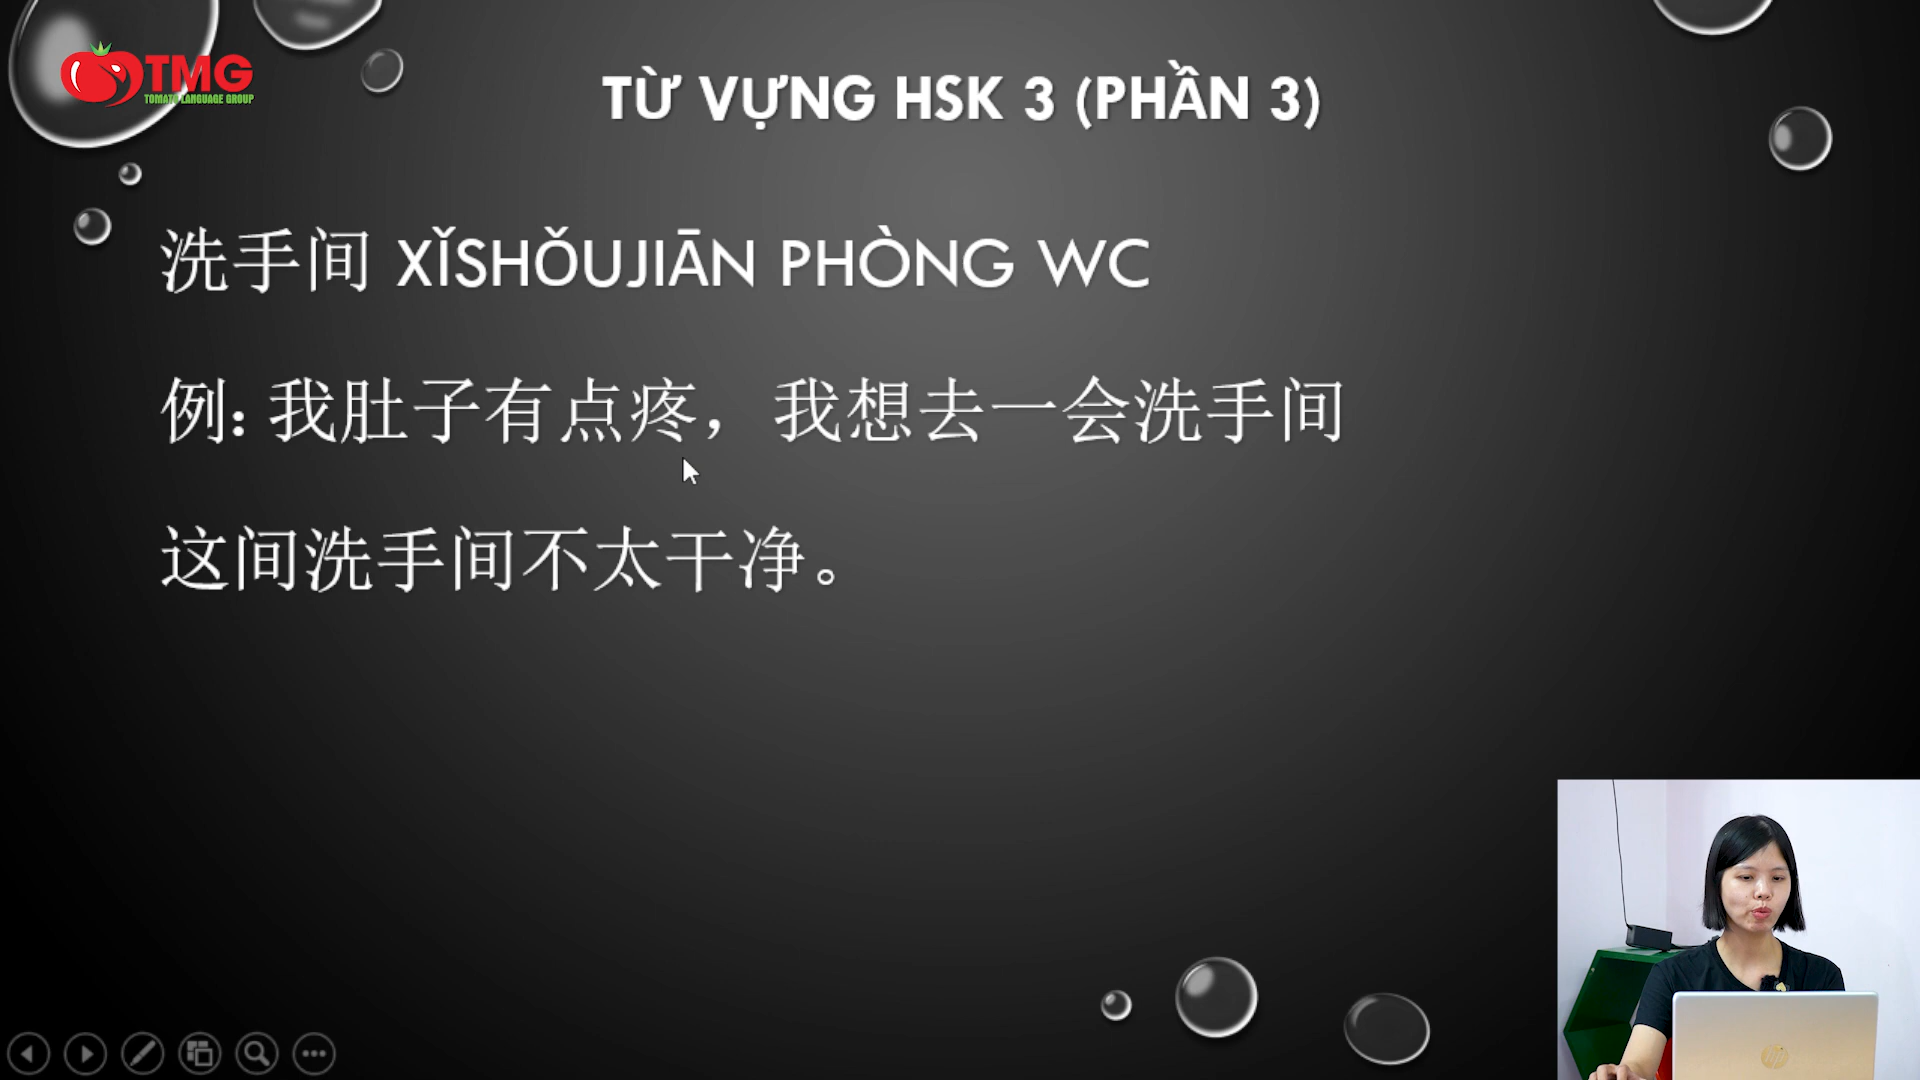 TMG
TOMATO LANGUAGE GROUP
TỪ VỰNG HSK 3 (PHẦN 3)
洗手间 XǏSHǑUJIĀN PHÒNG WC
例: 我肚子有点疼，我想去一会洗手间
这间洗手间不太干净。
hp